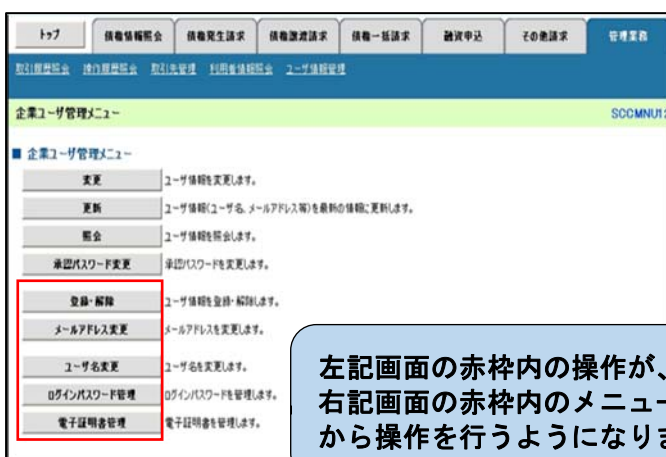 トップ 債権情報照会 債権発生請求 債権譲渡請求 債権一括請求 融資申込 その他請求 管理業務
取引履歴照会 操作履歴照会 取引先管理 利用者情報照会 ユーザ情報管理
企業ユーザ管理メニュー SCCMNU12
■ 企業ユーザ管理メニュー
変更 ユーザ情報を変更します。
更新 ユーザ情報(ユーザ名、メールアドレス等)を最新の情報に更新します。
照会 ユーザ情報を照会します。
承認パスワード変更 承認パスワードを変更します。
登録・解除 ユーザ情報を登録・解除します。
メールアドレス変更 メールアドレスを変更します。
ユーザ名変更 ユーザ名を変更します。
ログインパスワード管理 ログインパスワードを管理します。
電子証明書管理 電子証明書を管理します。
左記画面の赤枠内の操作が、
右記画面の赤枠内のメニュー
から操作を行うようになりま